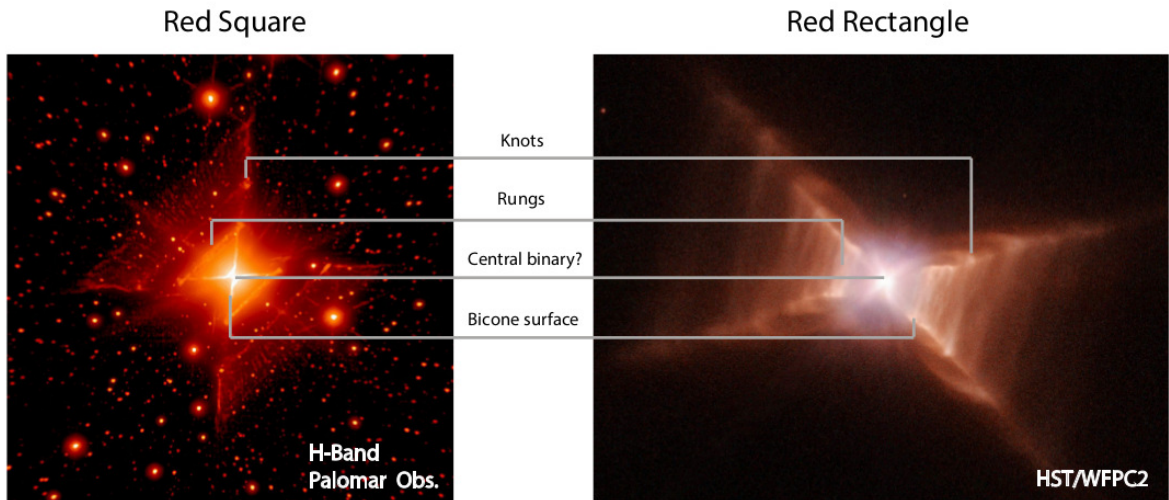 Red Square
Red Rectangle
Knots
Rungs
Central binary?
Bicone surface
H-Band
Palomar Obs.
HST/WFPC2